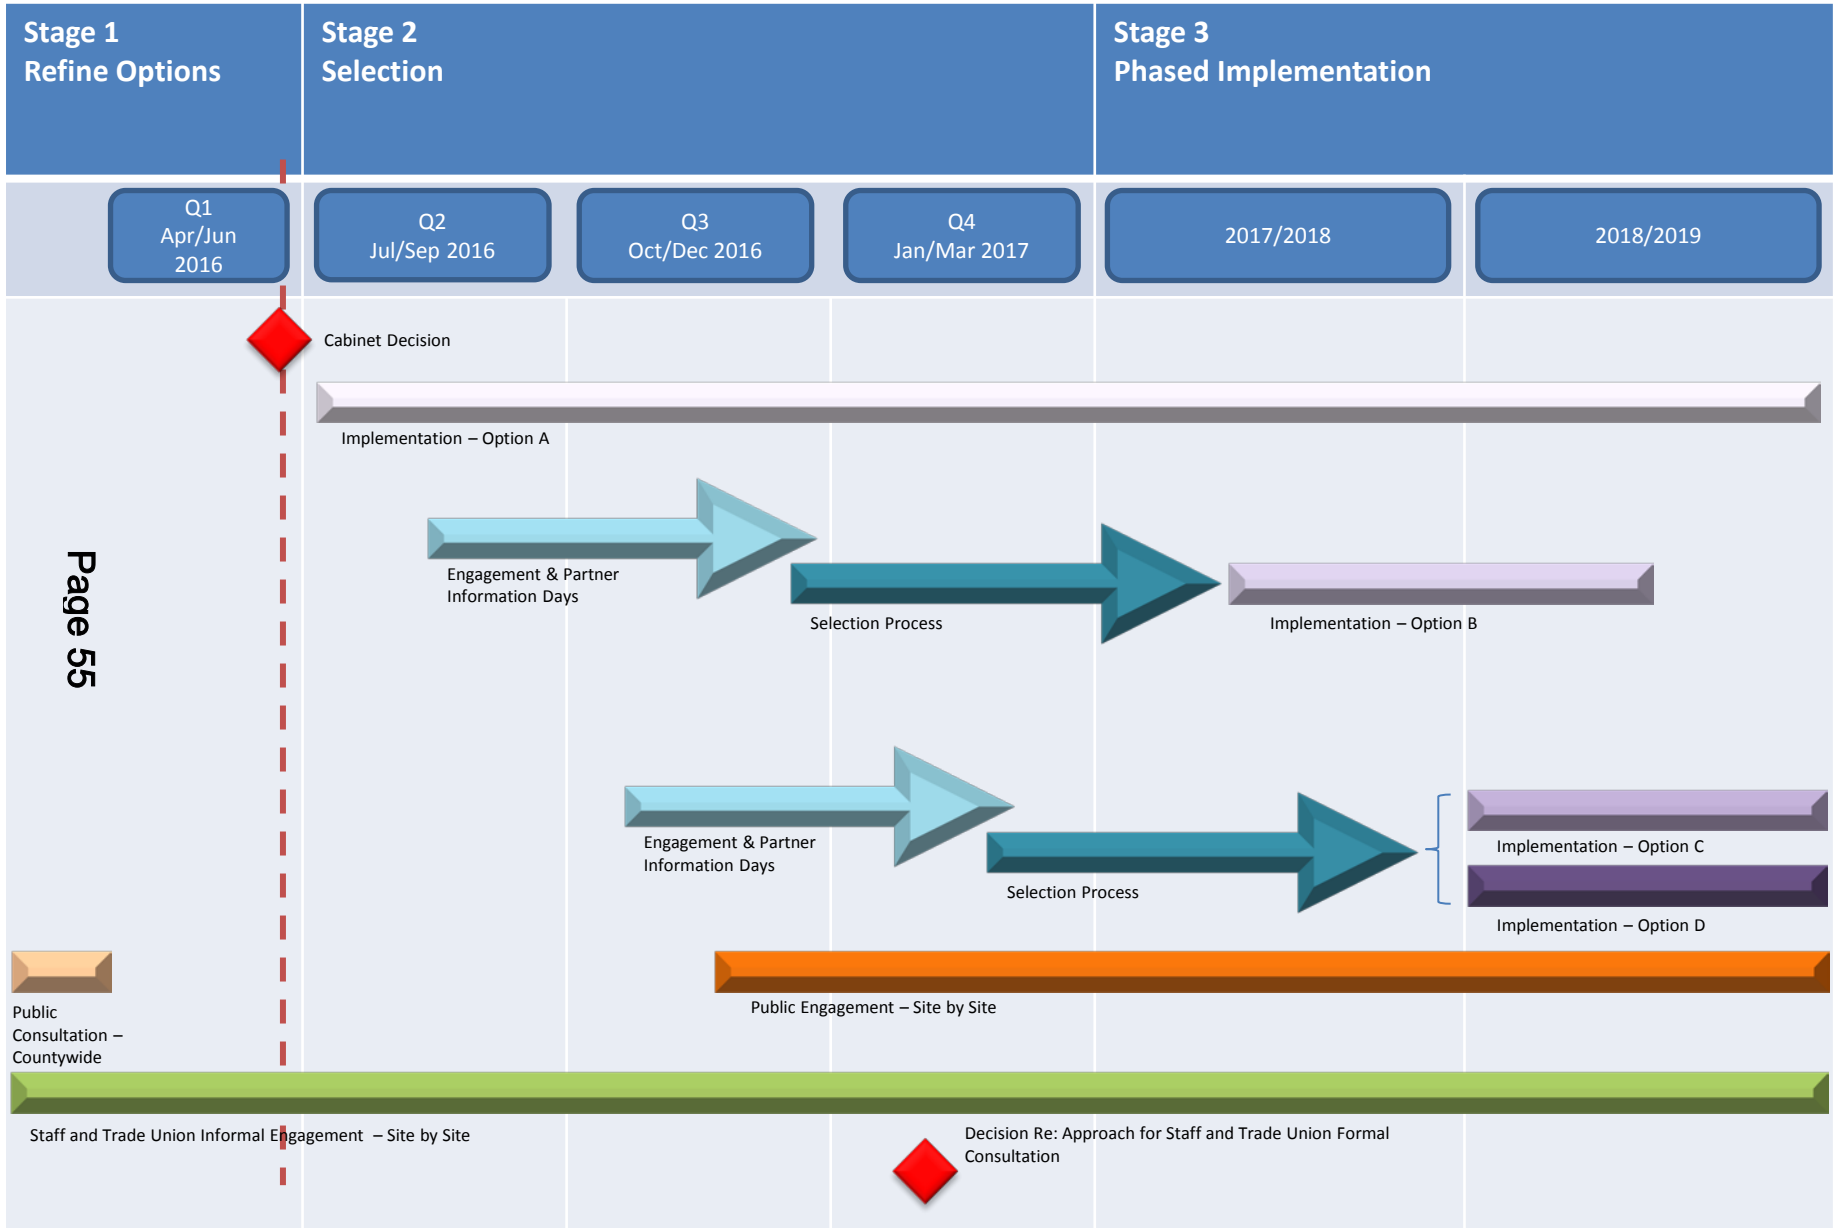 Stage 1
Refine Options
Stage 2
Selection
Stage 3
Phased Implementation
Q1
Apr/Jun
2016
Q2
Jul/Sep 2016
Q3
Oct/Dec 2016
Q4
Jan/Mar 2017
2017/2018
2018/2019
Cabinet Decision
Implementation – Option A
Engagement & Partner
Information Days
Selection Process
Implementation – Option B
Page 55
Engagement & Partner
Information Days
Selection Process
Implementation – Option C
Implementation – Option D
Public
Consultation –
Countywide
Public Engagement – Site by Site
Staff and Trade Union Informal Engagement – Site by Site
Decision Re: Approach for Staff and Trade Union Formal
Consultation